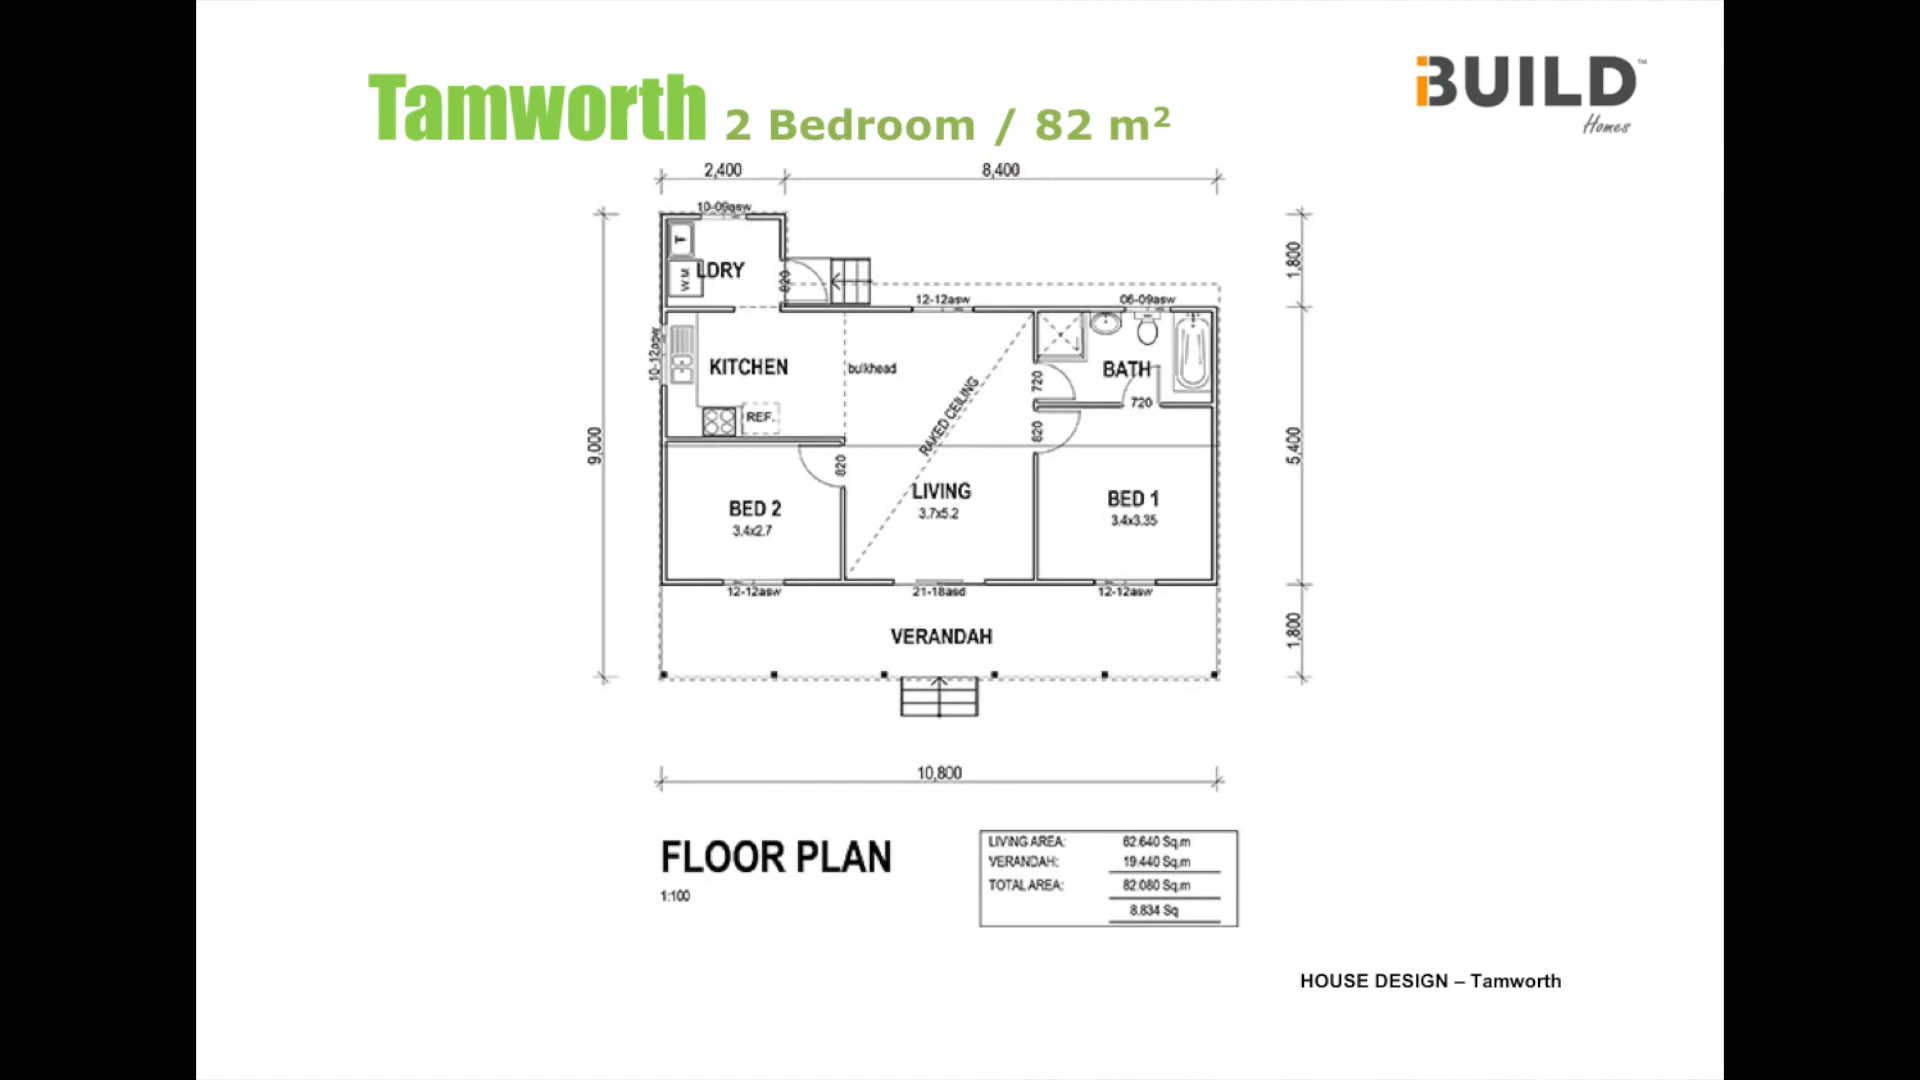 Tamworth 2 Bedroom / 82 m²
iBUILD™
Homes
2,400
8,400
10-09asw
T
LDRY
W.M
820
1,800
12-12asw
06-09asw
10-12asw
KITCHEN
bulkhead
BATH
RAKED CEILING
720
720
REF.
820
820
9,000
5,400
LIVING
3.7x5.2
BED 2
3.4x2.7
BED 1
3.4x3.35
12-12asw
21-18asd
12-12asw
VERANDAH
1,800
10,800
FLOOR PLAN
1:100
LIVING AREA: 62.640 Sq.m
VERANDAH: 19.440 Sq.m
TOTAL AREA: 82.080 Sq.m
8.834 Sq
HOUSE DESIGN – Tamworth